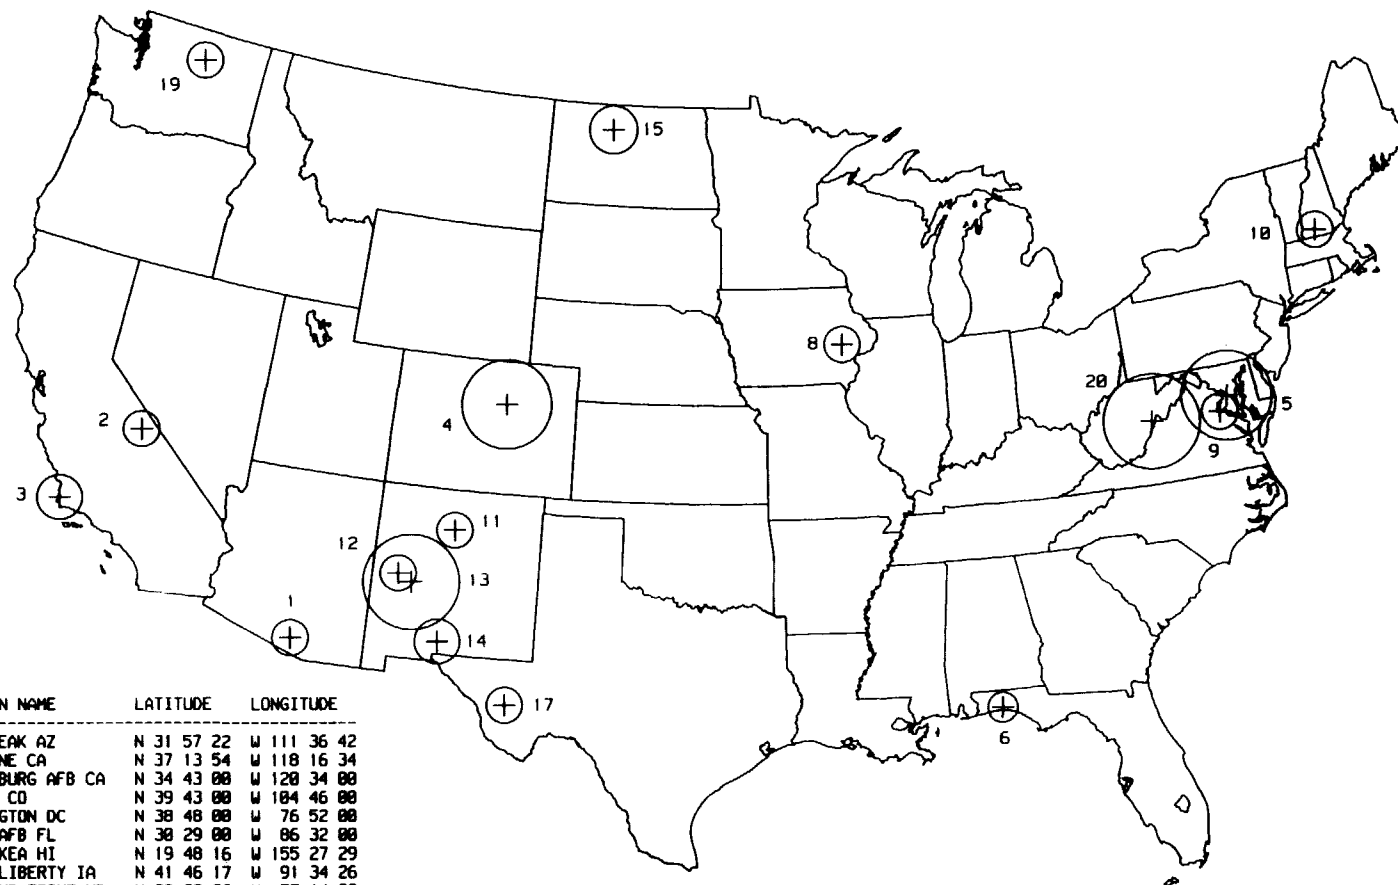 19
15
10
8
20
5
9
2
4
3
11
12
13
1
14
17
6
N NAME LATITUDE LONGITUDE
EAK AZ N 31 57 22 W 111 36 42
NE CA N 37 13 54 W 118 16 34
BURG AFB CA N 34 43 00 W 120 34 00
CO N 39 43 00 W 104 46 00
GTON DC N 38 48 00 W 76 52 00
AFB FL N 30 29 00 W 86 32 00
KEA HI N 19 48 16 W 155 27 29
LIBERTY IA N 41 46 17 W 91 34 26